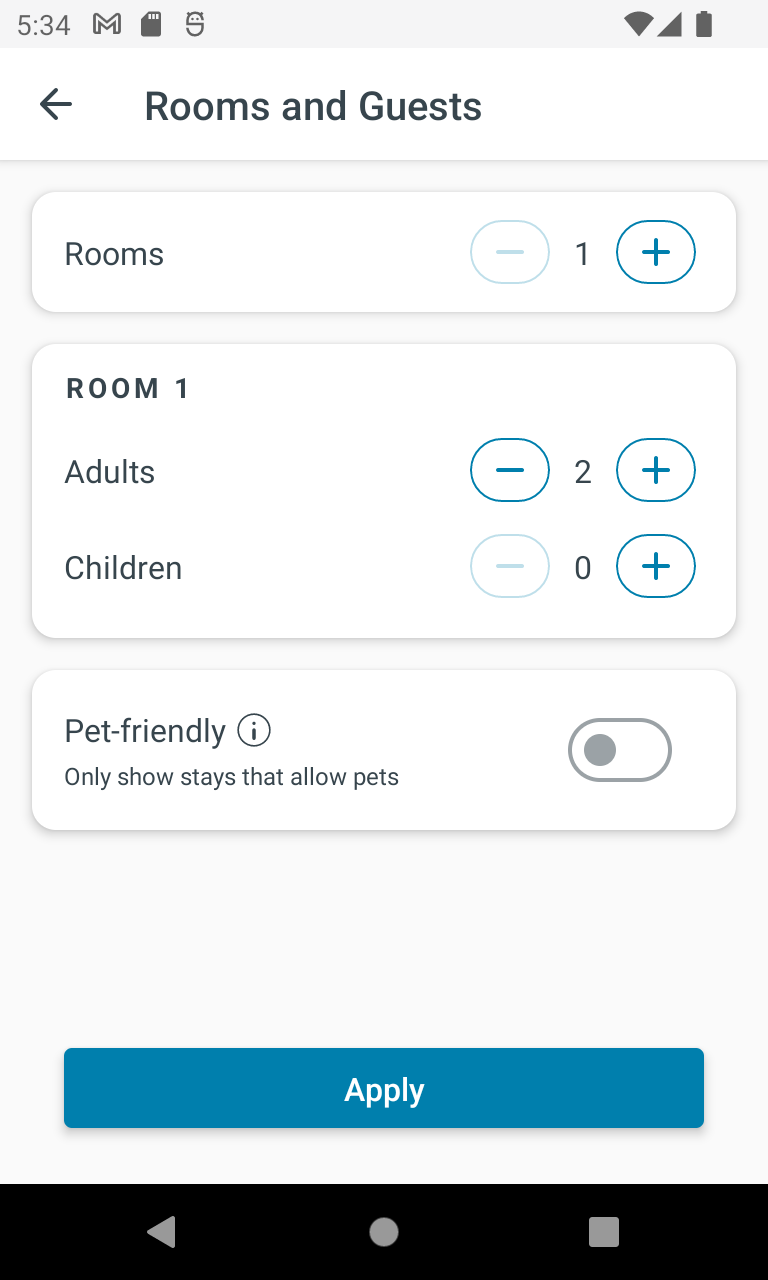 5:34
Rooms and Guests
Rooms 1
ROOM 1
Adults 2
Children 0
Pet-friendly
Only show stays that allow pets
Apply